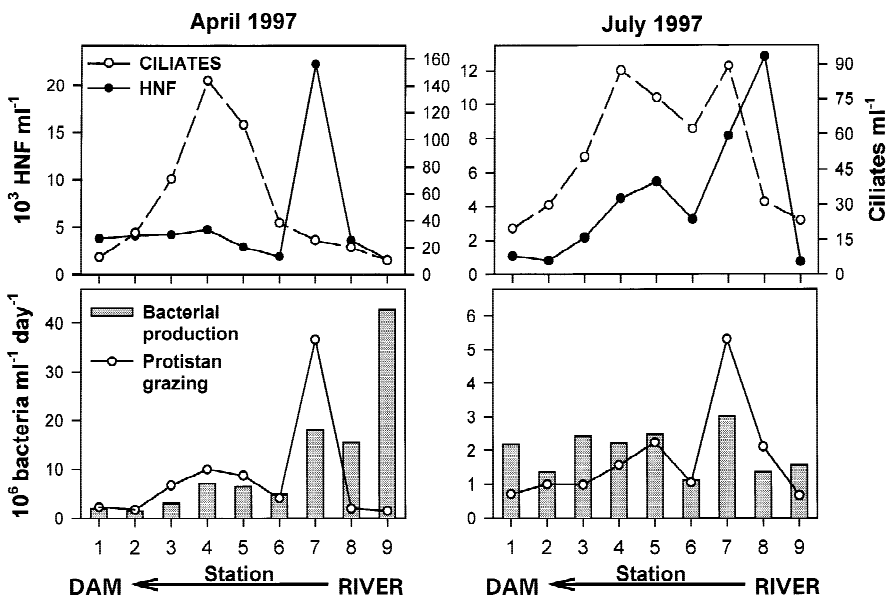 April 1997
July 1997
CILIATES
HNF
10³ HNF ml⁻¹
20
15
10
5
0
160
140
120
100
80
60
40
20
0
12
10
8
6
4
2
0
90
75
60
45
30
15
0
Ciliates ml⁻¹
Bacterial
production
Protistan
grazing
10⁶ bacteria ml⁻¹ day⁻¹
40
30
20
10
0
6
5
4
3
2
1
0
1 2 3 4 5 6 7 8 9
1 2 3 4 5 6 7 8 9
Station
Station
DAM RIVER
DAM RIVER